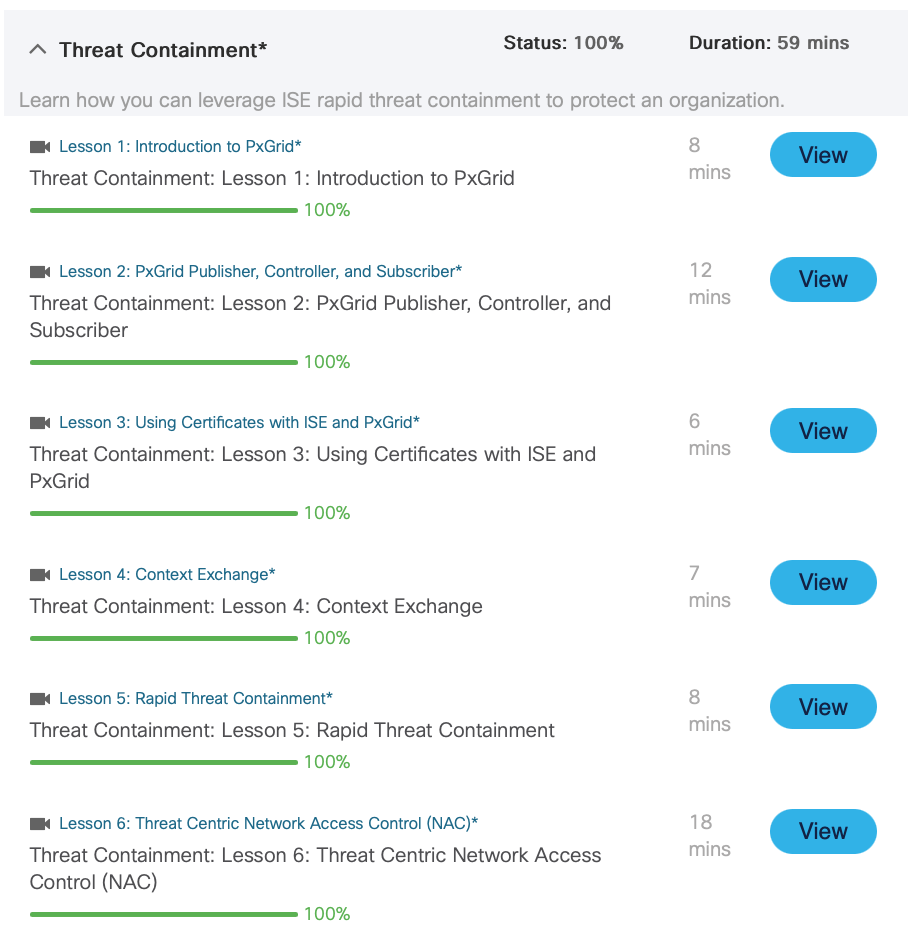 Threat Containment* Status: 100% Duration: 59 mins
Learn how you can leverage ISE rapid threat containment to protect an organization.
Lesson 1: Introduction to PxGrid*
Threat Containment: Lesson 1: Introduction to PxGrid
100%
8
mins
View
Lesson 2: PxGrid Publisher, Controller, and Subscriber*
Threat Containment: Lesson 2: PxGrid Publisher, Controller, and
Subscriber
100%
12
mins
View
Lesson 3: Using Certificates with ISE and PxGrid*
Threat Containment: Lesson 3: Using Certificates with ISE and
PxGrid
100%
6
mins
View
Lesson 4: Context Exchange*
Threat Containment: Lesson 4: Context Exchange
100%
7
mins
View
Lesson 5: Rapid Threat Containment*
Threat Containment: Lesson 5: Rapid Threat Containment
100%
8
mins
View
Lesson 6: Threat Centric Network Access Control (NAC)*
Threat Containment: Lesson 6: Threat Centric Network Access
Control (NAC)
100%
18
mins
View